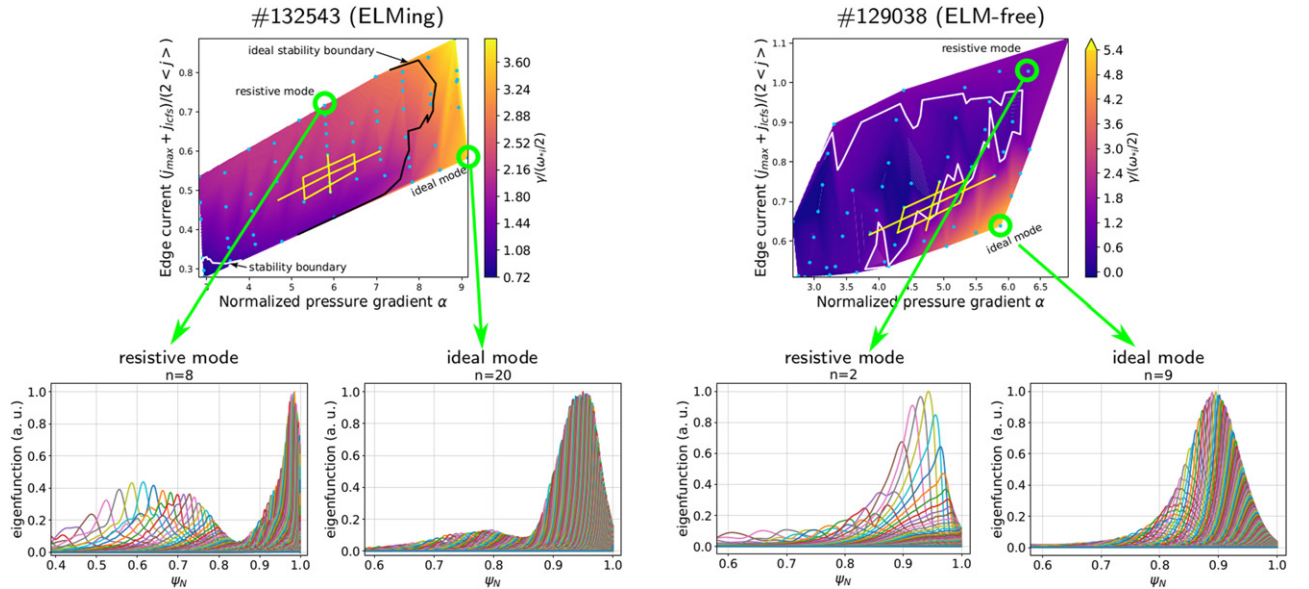 #132543 (ELMing)
ideal stability boundary
resistive mode
ideal mode
stability boundary
Edge current (j_max + j_lcfs)/(2 < j >)
0.8
0.7
0.6
0.5
0.4
0.3
3 4 5 6 7 8 9
Normalized pressure gradient α
3.60
3.24
2.88
2.52
2.16
1.80
1.44
1.08
0.72
γ/(ω*i/2)
#129038 (ELM-free)
resistive mode
ideal mode
Edge current (j_max + j_lcfs)/(2 < j >)
1.1
1.0
0.9
0.8
0.7
0.6
3.0 3.5 4.0 4.5 5.0 5.5 6.0 6.5
Normalized pressure gradient α
5.4
4.8
4.2
3.6
3.0
2.4
1.8
1.2
0.6
0.0
γ/(ω*i/2)
resistive mode
n=8
eigenfunction (a. u.)
1.0
0.8
0.6
0.4
0.2
0.0
0.4 0.5 0.6 0.7 0.8 0.9 1.0
ψN
ideal mode
n=20
eigenfunction (a. u.)
1.0
0.8
0.6
0.4
0.2
0.0
0.6 0.7 0.8 0.9 1.0
ψN
resistive mode
n=2
eigenfunction (a. u.)
1.0
0.8
0.6
0.4
0.2
0.0
0.6 0.7 0.8 0.9 1.0
ψN
ideal mode
n=9
eigenfunction (a. u.)
1.0
0.8
0.6
0.4
0.2
0.0
0.6 0.7 0.8 0.9 1.0
ψN